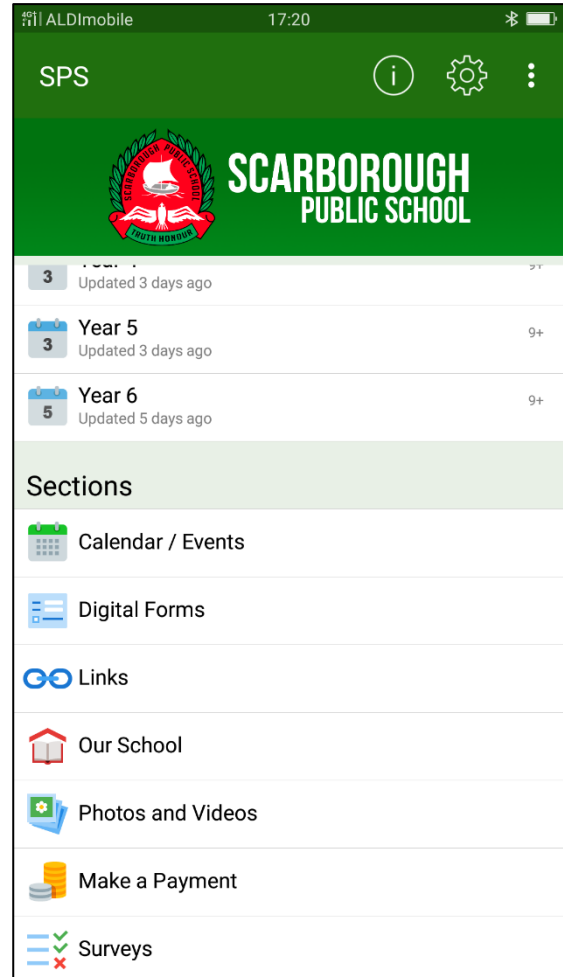 4G ALDImobile 17:20
SPS
i
SCARBOROUGH PUBLIC SCHOOL
TRUTH HONOUR
SCARBOROUGH
PUBLIC SCHOOL
9+
3
Updated 3 days ago
Year 5
9+
3
Updated 3 days ago
Year 6
9+
5
Updated 5 days ago
Sections
Calendar / Events
Digital Forms
Links
Our School
Photos and Videos
Make a Payment
Surveys